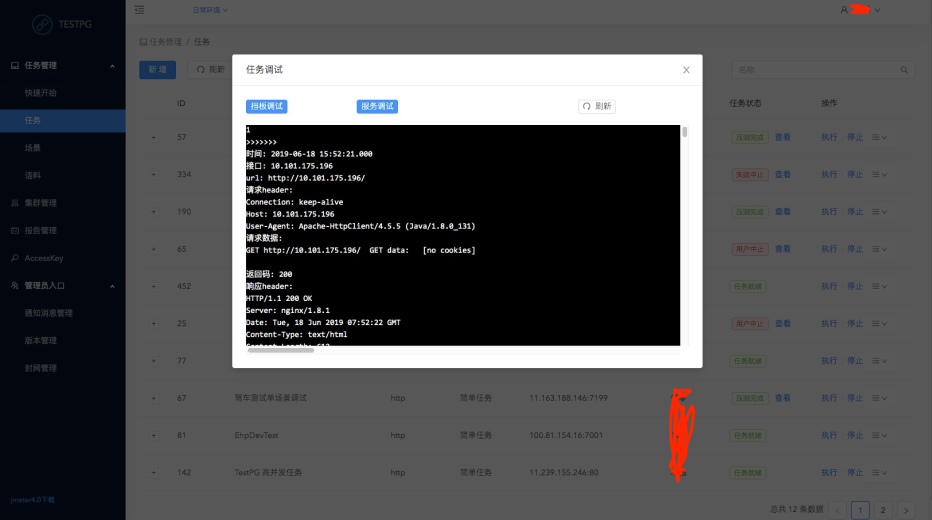 TESTPG
日常环境
任务管理
快速开始
任务
场景
语料
集群管理
报告管理
AccessKey
管理员入口
通知消息管理
版本管理
封网管理
jmeter4.0下载
任务管理 / 任务
新 增
刷新
名称
任务调试
挡板调试
服务调试
刷新
1
>>>>>>>
时间: 2019-06-18 15:52:21.000
接口: 10.101.175.196
url: http://10.101.175.196/
请求header:
Connection: keep-alive
Host: 10.101.175.196
User-Agent: Apache-HttpClient/4.5.5 (Java/1.8.0_131)
请求数据:
GET http://10.101.175.196/ GET data: [no cookies]
返回码: 200
响应header:
HTTP/1.1 200 OK
Server: nginx/1.8.1
Date: Tue, 18 Jun 2019 07:52:22 GMT
Content-Type: text/html
Content-Length: 612
ID 任务状态 操作
57 压测完成 查看 执行 停止
334 失败中止 查看 执行 停止
190 压测完成 查看 执行 停止
65 用户中止 查看 执行 停止
452 任务就绪 执行 停止
25 用户中止 查看 执行 停止
77 任务就绪 执行 停止
67 驾车测试单场景调试 http 简单任务 11.163.188.146:7199 压测完成 查看 执行 停止
81 EhpDevTest http 简单任务 100.81.154.16:7001 任务就绪 执行 停止
142 TestPG 高并发任务 http 简单任务 11.239.155.246:80 任务就绪 执行 停止
总共 12 条数据 < 1 2 >